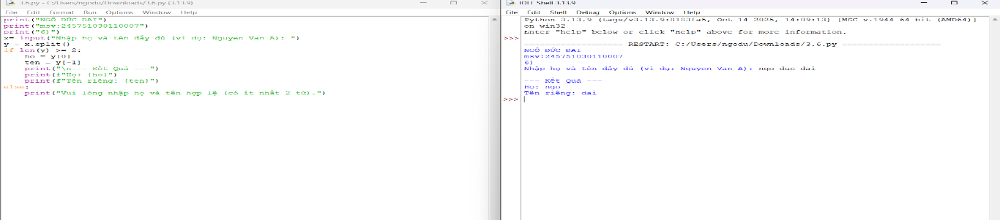 3.6.py - C:/Users/ngodu/Downloads/3.6.py (3.13.9)
File Edit Format Run Options Window Help
print("NGÔ ĐỨC ĐẠI")
print("msv:245751030110007")
print("6)")
x= input("Nhập họ và tên đầy đủ (ví dụ: Nguyen Van A): ")
y = x.split()
if len(y) >= 2:
    ho = y[0]
    ten = y[-1]
    print("\n--- Kết Quả ---")
    print(f"Họ: {ho}")
    print(f"Tên riêng: {ten}")
else:
    print("Vui lòng nhập họ và tên hợp lệ (có ít nhất 2 từ).")
IDLE Shell 3.13.9
File Edit Shell Debug Options Window Help
Python 3.13.9 (tags/v3.13.9:8183fa5, Oct 14 2025, 14:09:13) [MSC v.1944 64 bit (AMD64)]
on win32
Enter "help" below or click "Help" above for more information.
>>>
=================== RESTART: C:/Users/ngodu/Downloads/3.6.py ===================
NGÔ ĐỨC ĐẠI
msv:245751030110007
6)
Nhập họ và tên đầy đủ (ví dụ: Nguyen Van A): ngo duc dai
--- Kết Quả ---
Họ: ngo
Tên riêng: dai
>>>